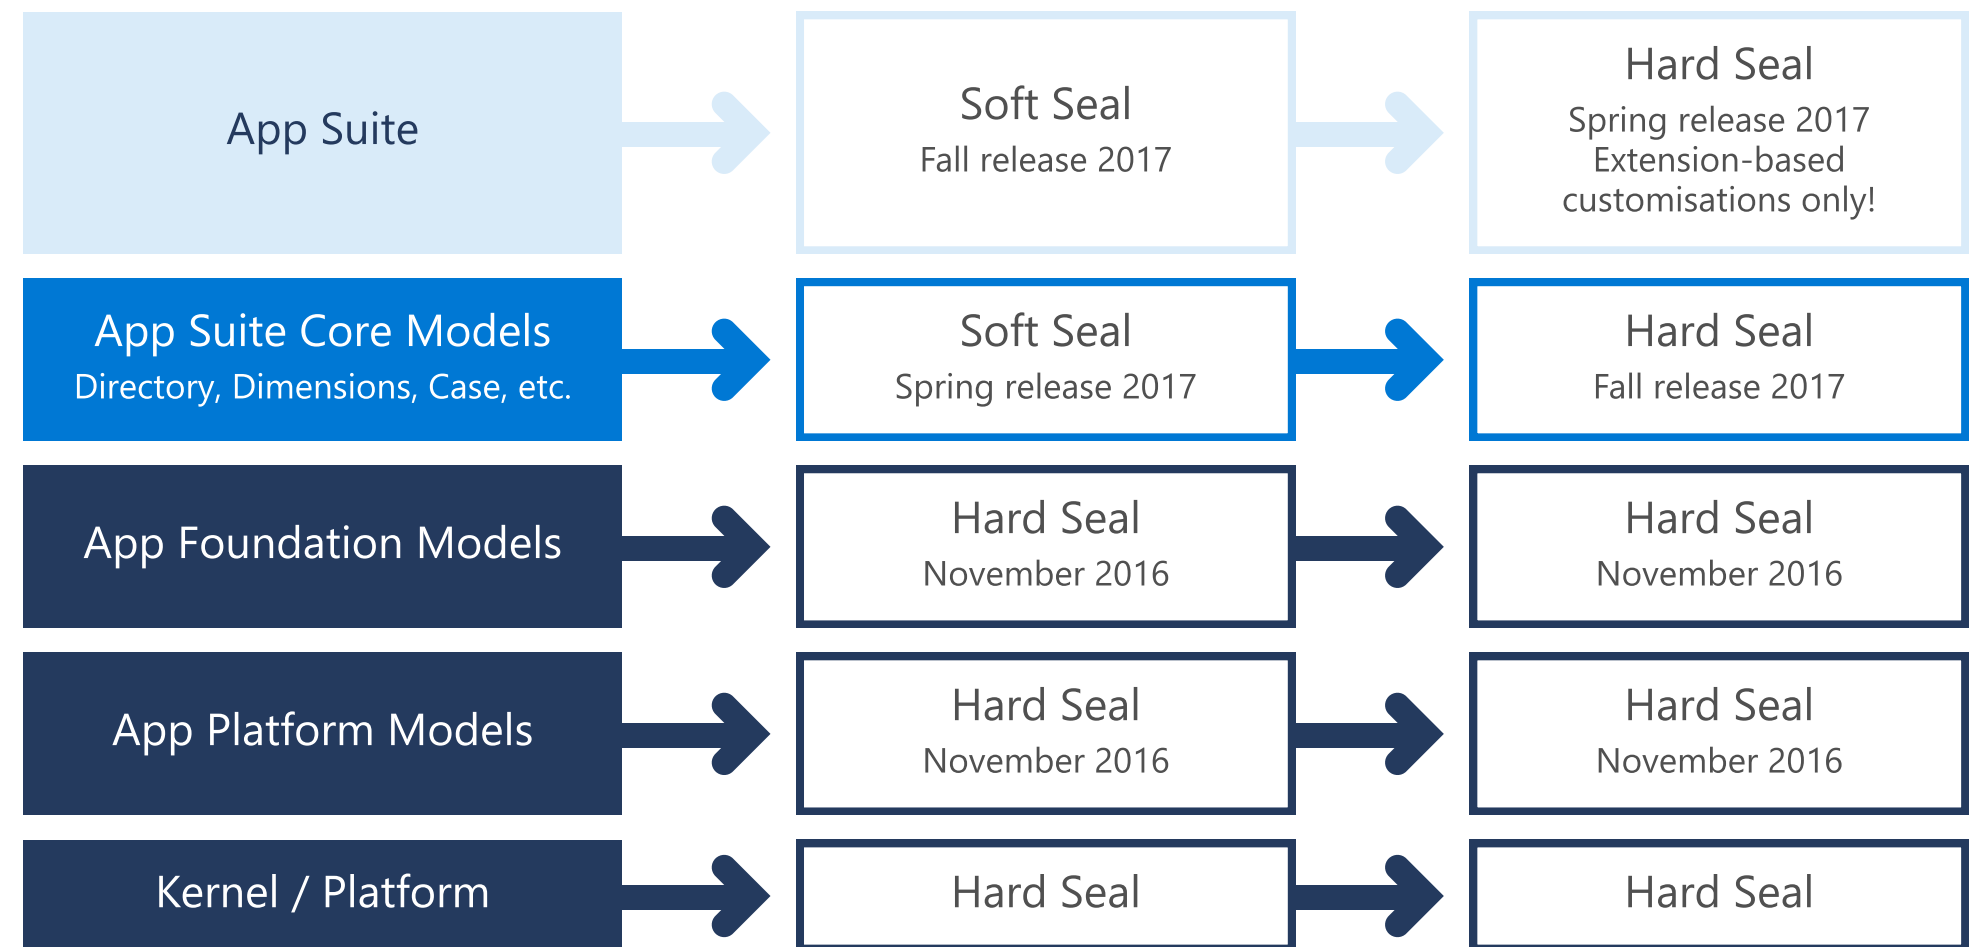 App Suite
Soft Seal
Fall release 2017
Hard Seal
Spring release 2017
Extension-based
customisations only!
App Suite Core Models
Directory, Dimensions, Case, etc.
Soft Seal
Spring release 2017
Hard Seal
Fall release 2017
App Foundation Models
Hard Seal
November 2016
Hard Seal
November 2016
App Platform Models
Hard Seal
November 2016
Hard Seal
November 2016
Kernel / Platform
Hard Seal
Hard Seal